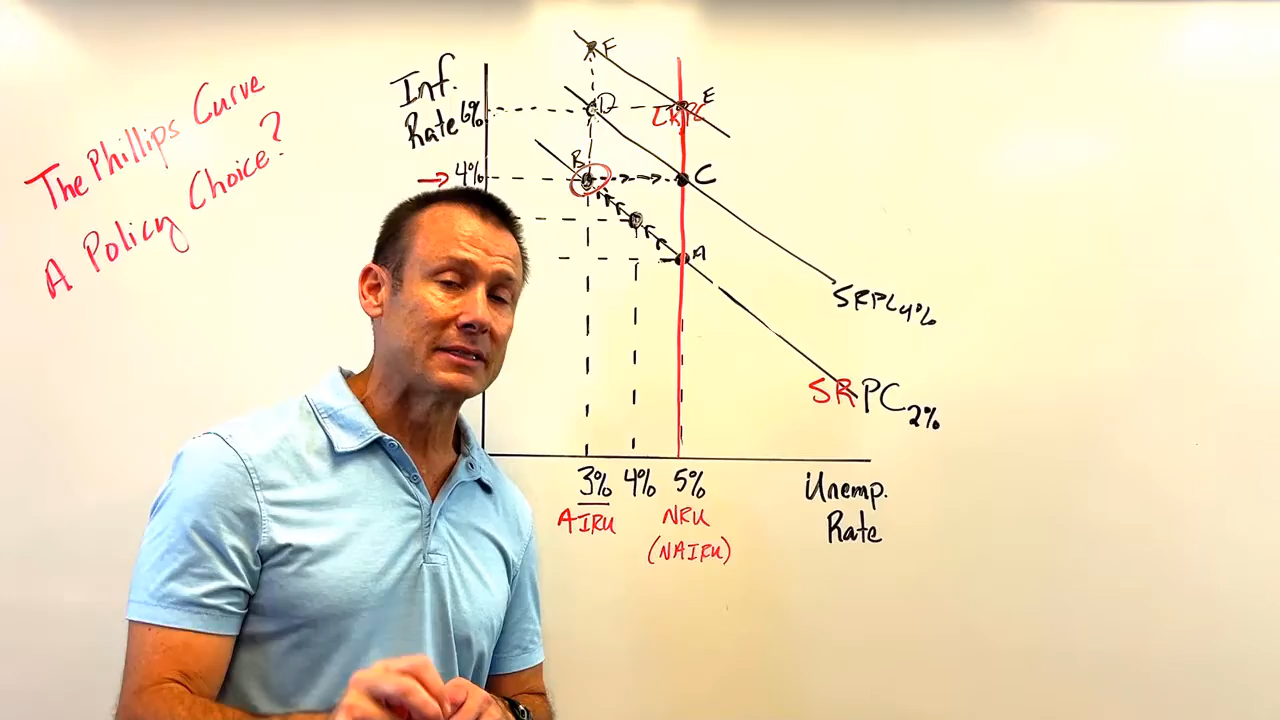 The Phillips Curve
A Policy Choice?
Inf.
Rate
6%
4%
F
D
E
LRPC
B
C
A
SRPC4%
SRPC2%
3%
4%
5%
AIRU
NRU
(NAIRU)
Unemp.
Rate